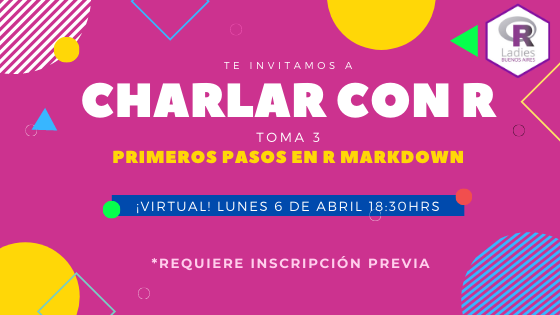 R
Ladies
BUENOS AIRES
TE INVITAMOS A
CHARLAR CON R
TOMA 3
PRIMEROS PASOS EN R MARKDOWN
¡VIRTUAL! LUNES 6 DE ABRIL 18:30HRS
*REQUIERE INSCRIPCIÓN PREVIA